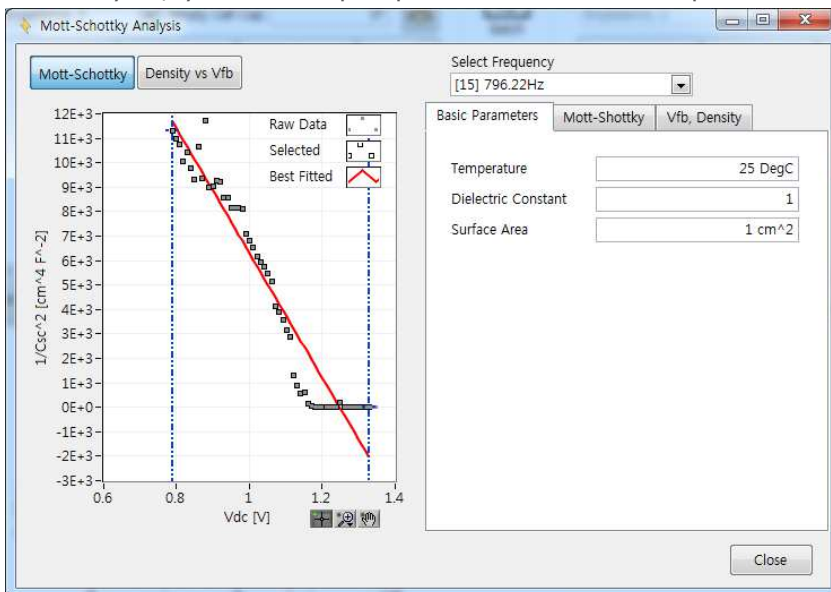 Mott-Schottky Analysis
Mott-Schottky
Density vs Vfb
Select Frequency
[15] 796.22Hz
Basic Parameters
Mott-Shottky
Vfb, Density
Temperature
25 DegC
Dielectric Constant
1
Surface Area
1 cm^2
Raw Data
Selected
Best Fitted
1/Csc^2 [cm^4 F^-2]
12E+3
11E+3
10E+3
9E+3
8E+3
7E+3
6E+3
5E+3
4E+3
3E+3
2E+3
1E+3
0E+0
-1E+3
-2E+3
-3E+3
0.6 0.8 1 1.2 1.4
Vdc [V]
Close